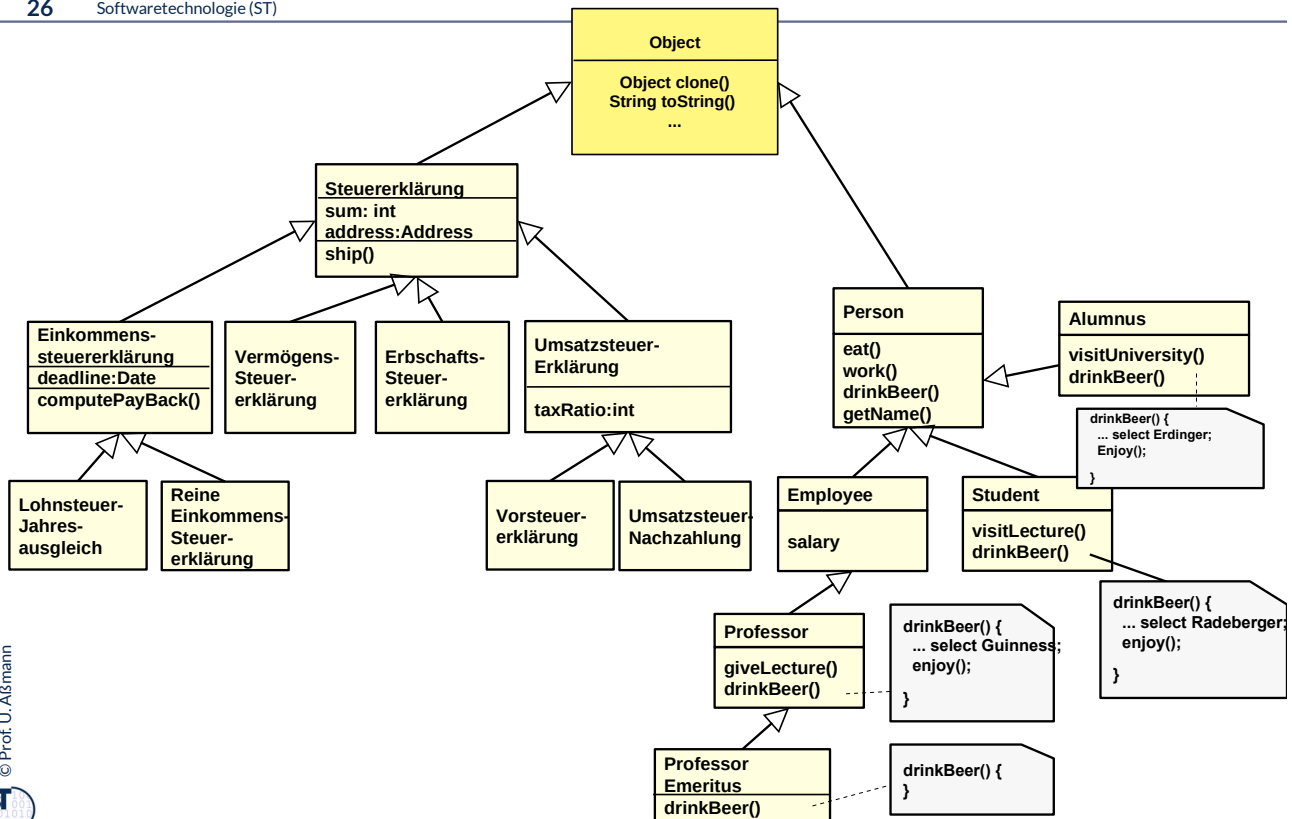 26 Softwaretechnologie (ST)
Object
Object clone()
String toString()
...
Steuererklärung
sum: int
address:Address
ship()
Einkommens-
steuererklärung
deadline:Date
computePayBack()
Vermögens-
Steuer-
erklärung
Erbschafts-
Steuer-
erklärung
Umsatzsteuer-
Erklärung
taxRatio:int
Person
eat()
work()
drinkBeer()
getName()
Alumnus
visitUniversity()
drinkBeer()
drinkBeer() {
... select Erdinger;
Enjoy();
}
Lohnsteuer-
Jahres-
ausgleich
Reine
Einkommens-
Steuer-
erklärung
Vorsteuer-
erklärung
Umsatzsteuer-
Nachzahlung
Employee
salary
Student
visitLecture()
drinkBeer()
drinkBeer() {
... select Radeberger;
enjoy();
}
Professor
giveLecture()
drinkBeer()
drinkBeer() {
... select Guinness;
enjoy();
}
Professor
Emeritus
drinkBeer()
drinkBeer() {
}
© Prof. U. Aßmann